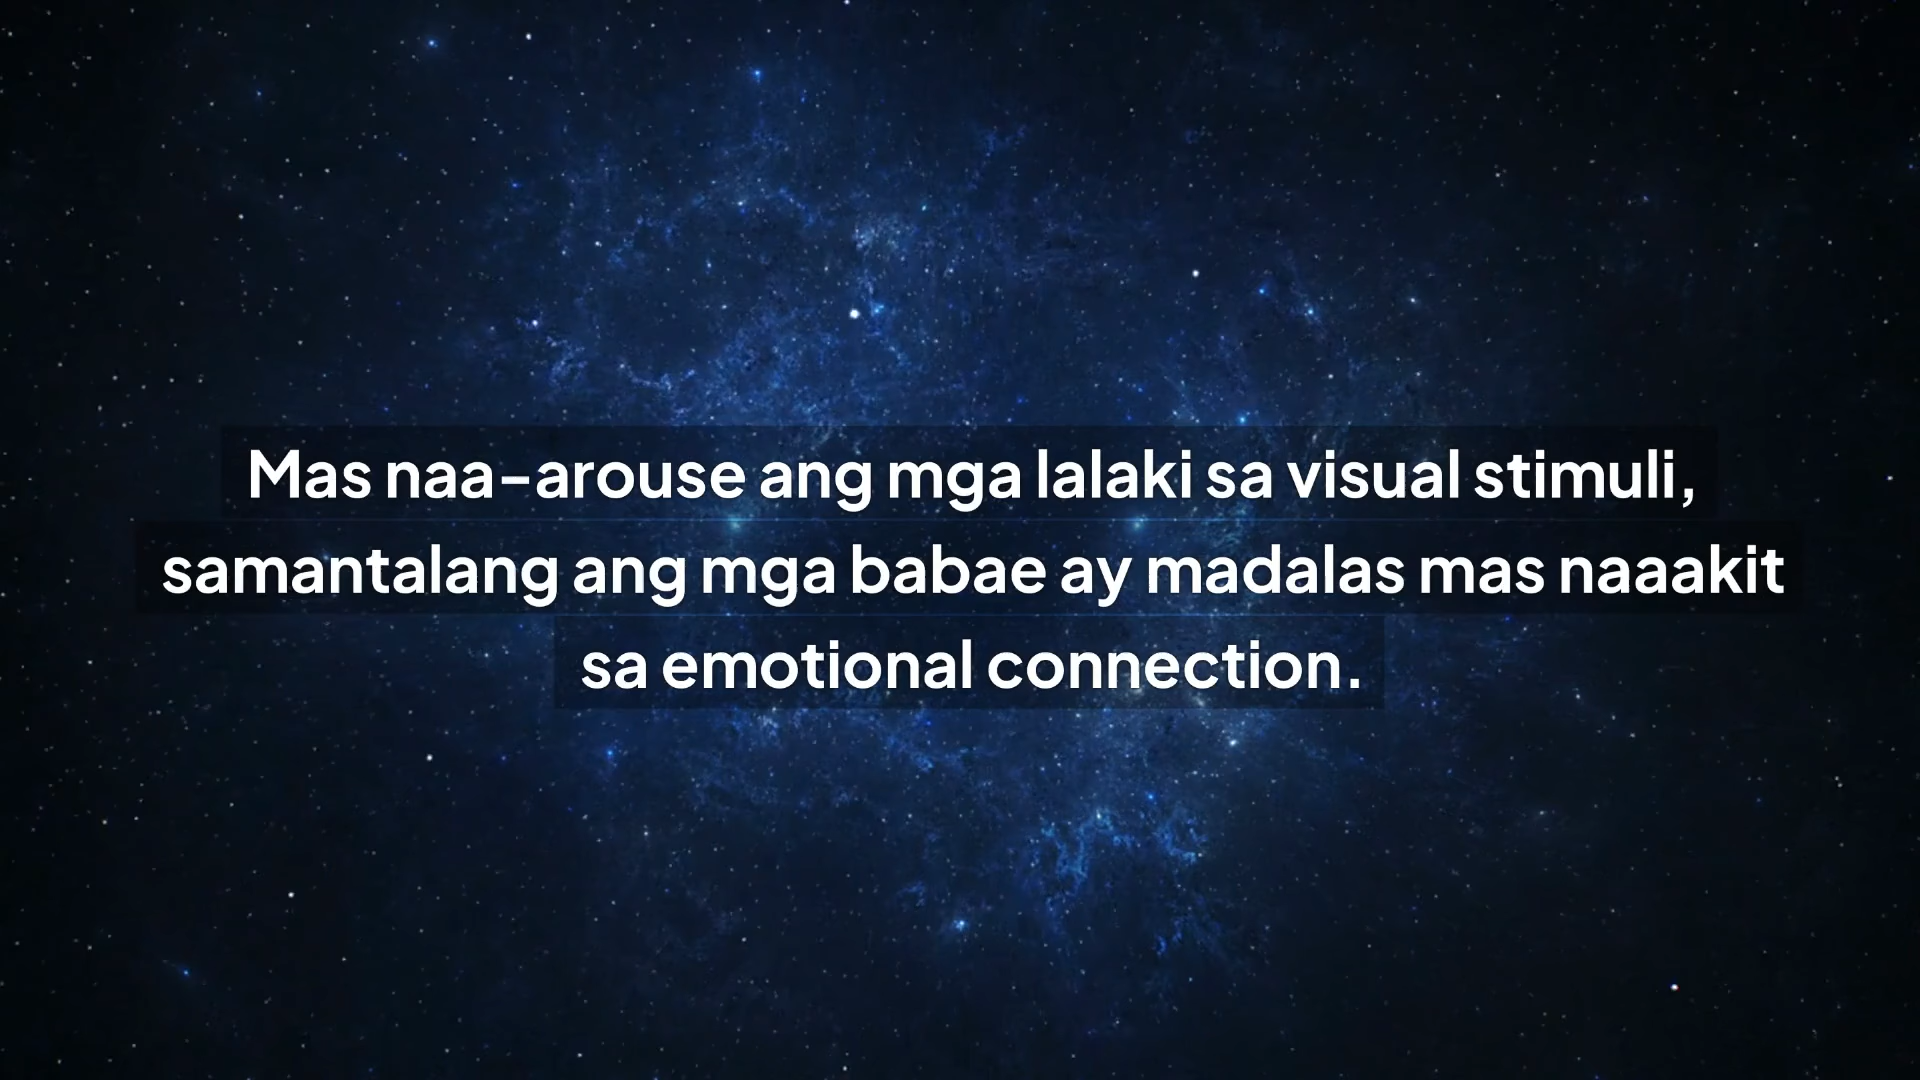 Mas naa-arouse ang mga lalaki sa visual stimuli,
samantalang ang mga babae ay madalas mas naaakit
sa emotional connection.